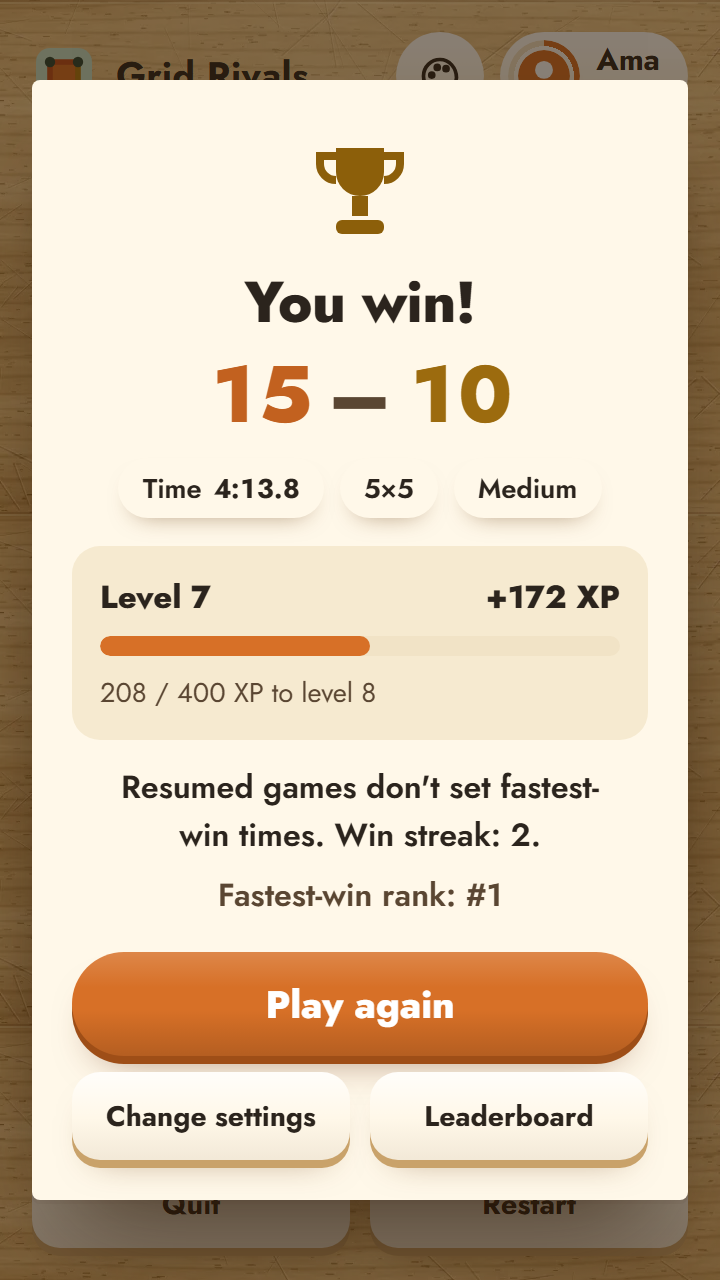 Grid Rivals
Ama
You win!
15 – 10
Time 4:13.8
5×5
Medium
Level 7
+172 XP
208 / 400 XP to level 8
Resumed games don't set fastest-
win times. Win streak: 2.
Fastest-win rank: #1
Play again
Change settings
Leaderboard
Quit
Restart